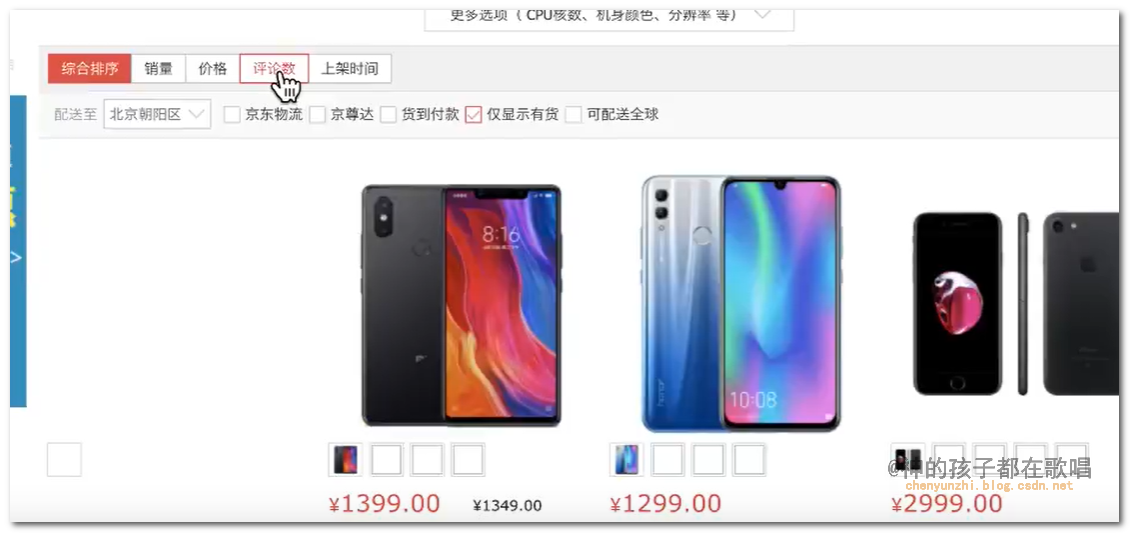 更多选项（ CPU核数、机身颜色、分辨率 等）
综合排序 销量 价格 评论数 上架时间
配送至 北京朝阳区 京东物流 京尊达 货到付款 仅显示有货 可配送全球
8:16
honor
10:08
@神的孩子都在歌唱
chenyunzhi.blog.csdn.net
¥1399.00 ¥1349.00 ¥1299.00 ¥2999.00